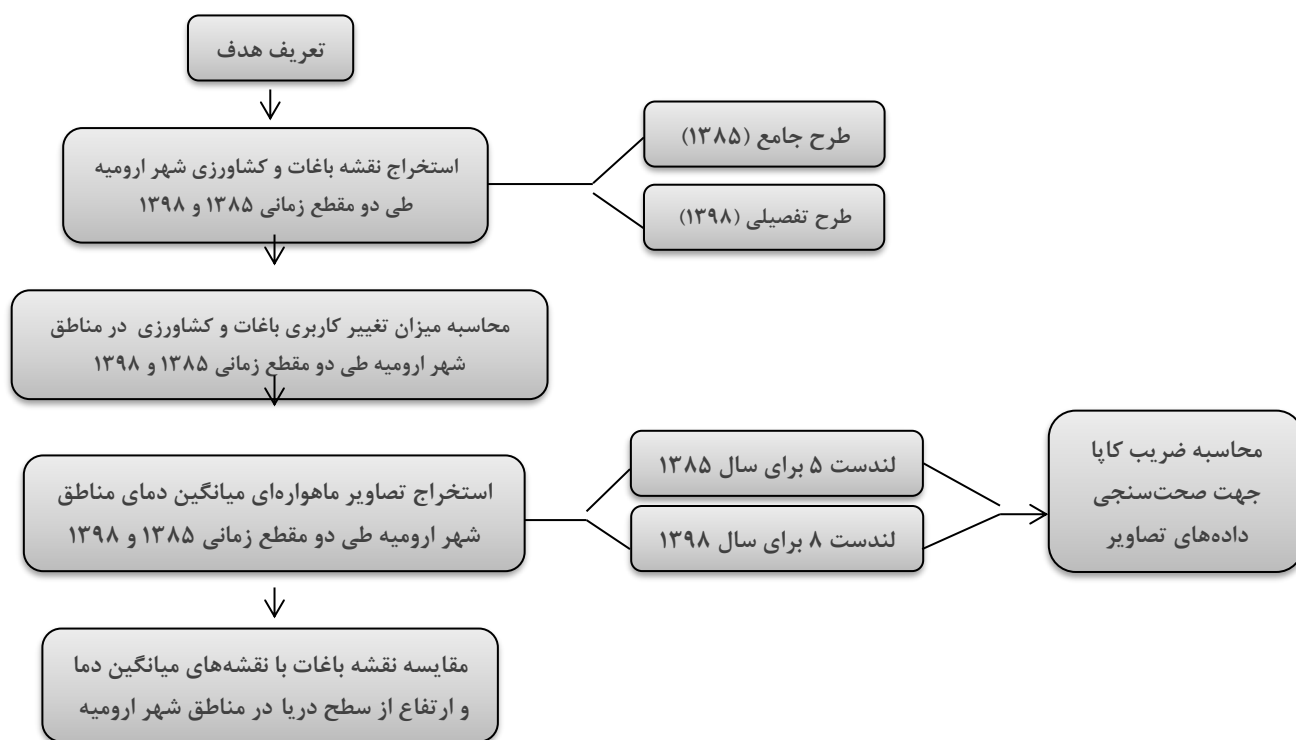 تعریف هدف
استخراج نقشه باغات و کشاورزی شهر ارومیه
طی دو مقطع زمانی ۱۳۸۵ و ۱۳۹۸
طرح جامع (۱۳۸۵)
طرح تفصیلی (۱۳۹۸)
محاسبه میزان تغییر کاربری باغات و کشاورزی در مناطق
شهر ارومیه طی دو مقطع زمانی ۱۳۸۵ و ۱۳۹۸
استخراج تصاویر ماهواره‌ای میانگین دمای مناطق
شهر ارومیه طی دو مقطع زمانی ۱۳۸۵ و ۱۳۹۸
لندست ۵ برای سال ۱۳۸۵
لندست ۸ برای سال ۱۳۹۸
محاسبه ضریب کاپا
جهت صحت‌سنجی
داده‌های تصاویر
مقایسه نقشه باغات با نقشه‌های میانگین دما
و ارتفاع از سطح دریا در مناطق شهر ارومیه